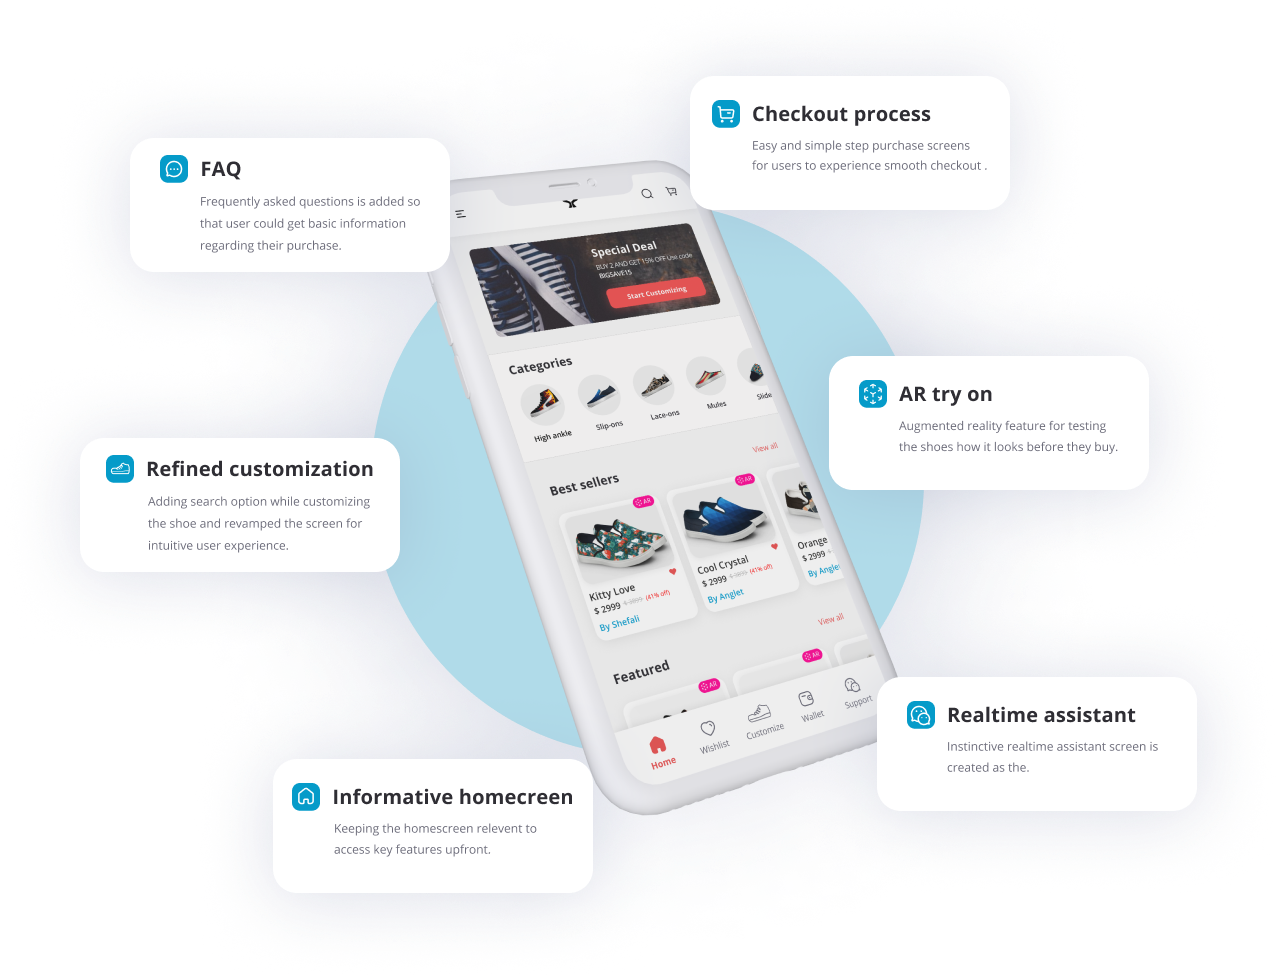 Checkout process
Easy and simple step purchase screens
for users to experience smooth checkout .
FAQ
Frequently asked questions is added so
that user could get basic information
regarding their purchase.
Special Deal
BUY 2 AND GET 15% OFF Use code
BIGSAVE15
Start Customizing
Categories
High ankle
Slip-ons
Lace-ons
Mules
Slide
AR try on
Augmented reality feature for testing
the shoes how it looks before they buy.
Refined customization
Adding search option while customizing
the shoe and revamped the screen for
intuitive user experience.
Best sellers
View all
AR
AR
Kitty Love
$ 2999 (41% off)
By Shefali
Cool Crystal
$ 2999 (41% off)
By Anglet
Orange
$ 2999
By Angle
Featured
View all
AR
AR
Home
Wishlist
Customize
Wallet
Support
Realtime assistant
Instinctive realtime assistant screen is
created as the.
Informative homecreen
Keeping the homescreen relevent to
access key features upfront.